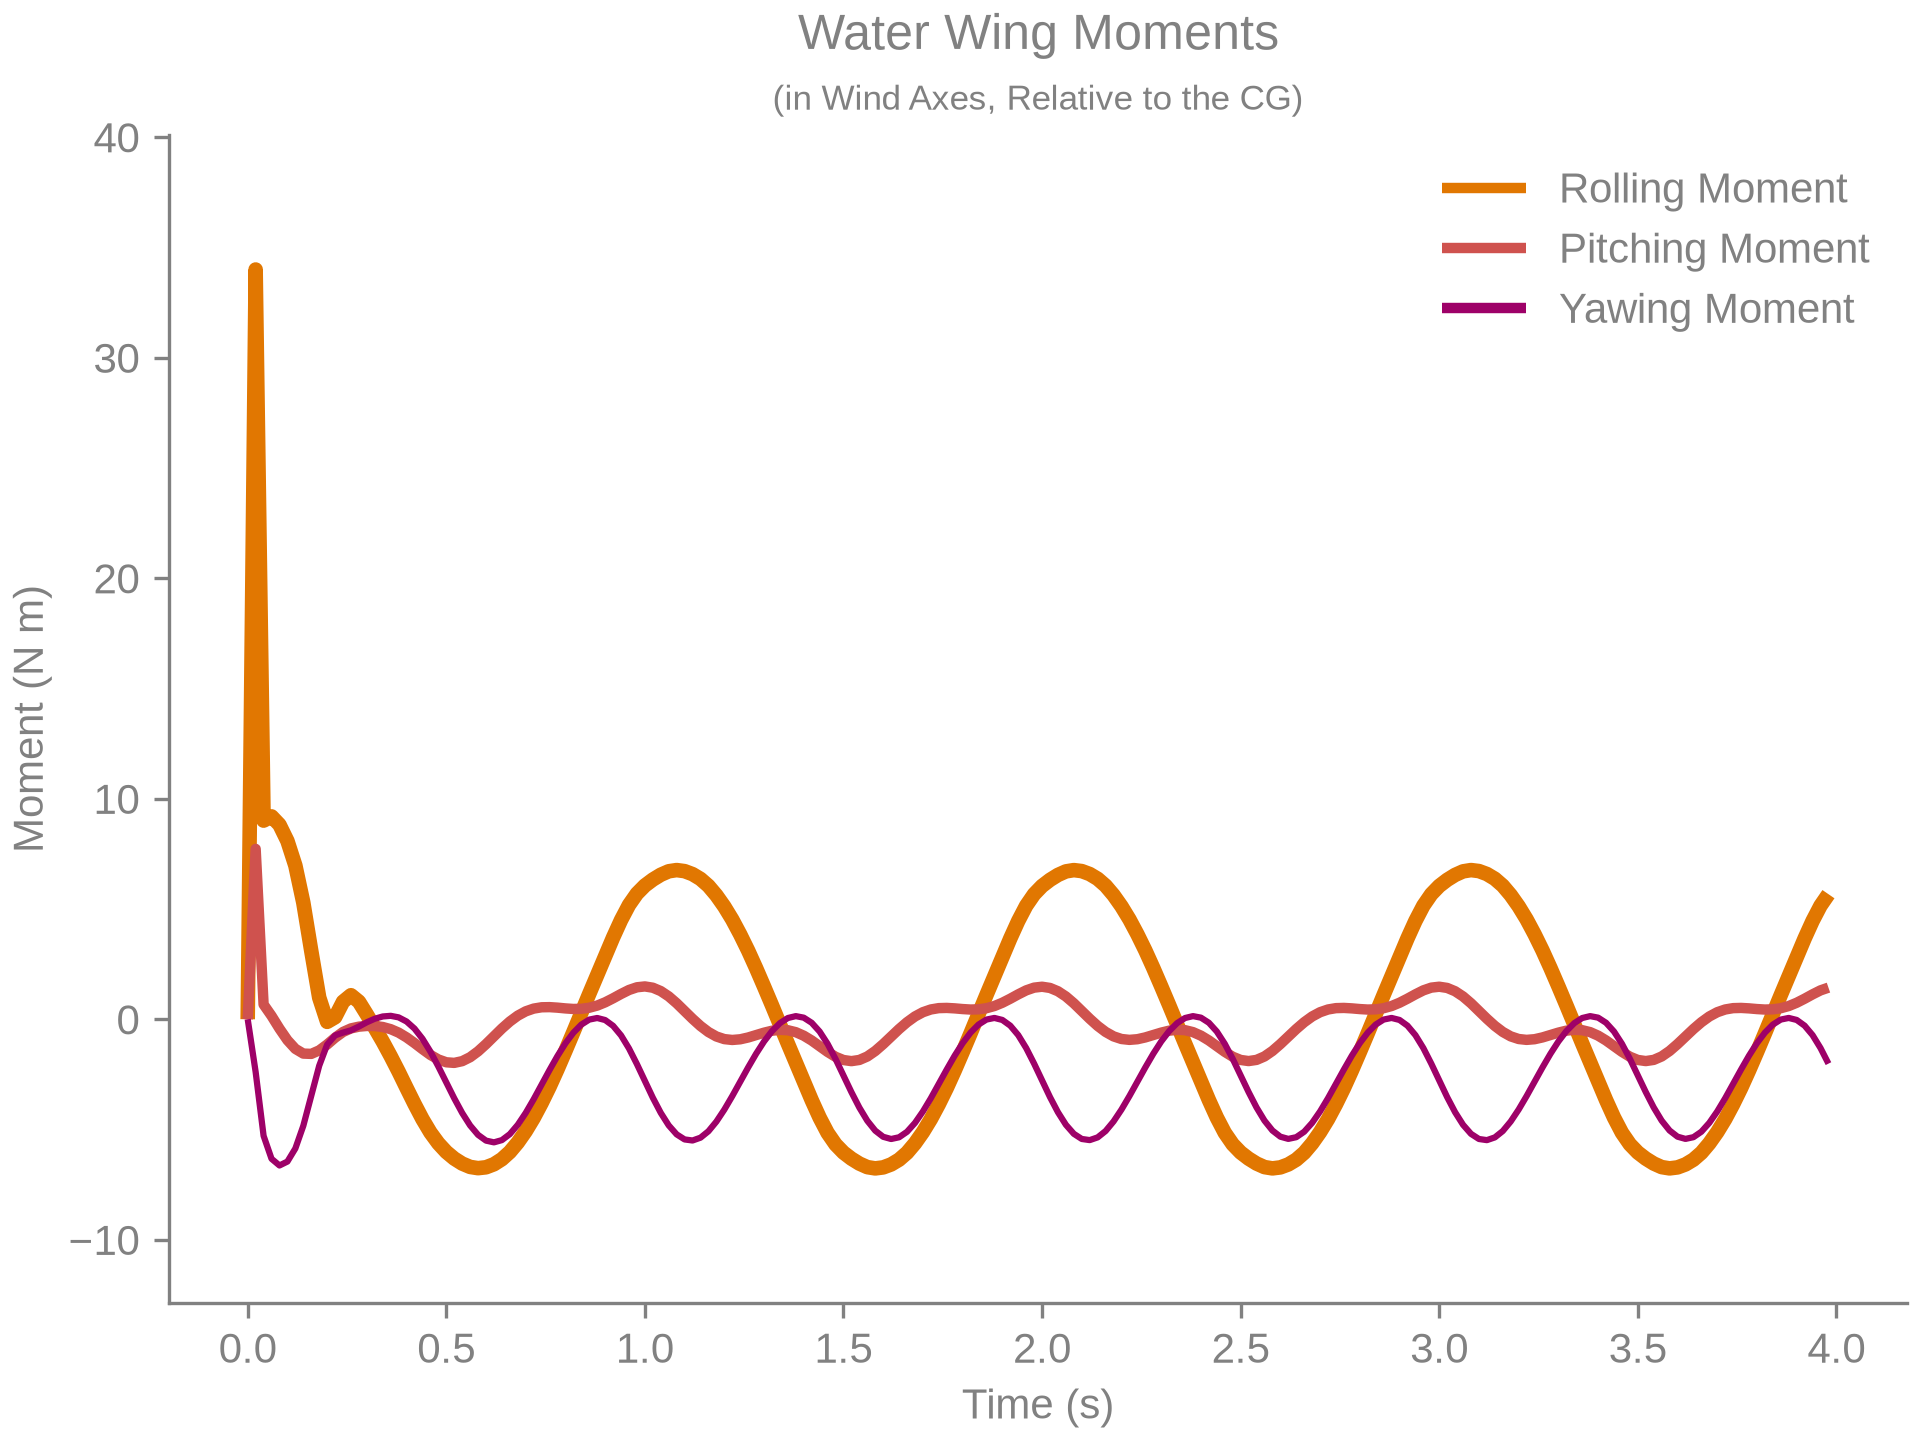 Water Wing Moments
(in Wind Axes, Relative to the CG)
Rolling Moment
Pitching Moment
Yawing Moment
Moment (N m)
40
30
20
10
0
−10
0.0 0.5 1.0 1.5 2.0 2.5 3.0 3.5 4.0
Time (s)